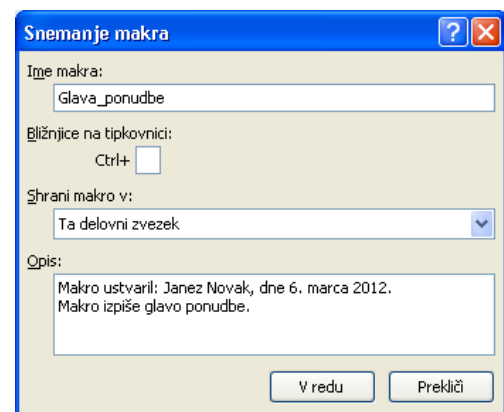 Snemanje makra
Ime makra:
Glava_ponudbe
Bližnjice na tipkovnici:
Ctrl+
Shrani makro v:
Ta delovni zvezek
Opis:
Makro ustvaril: Janez Novak, dne 6. marca 2012.
Makro izpiše glavo ponudbe.
V redu Prekliči